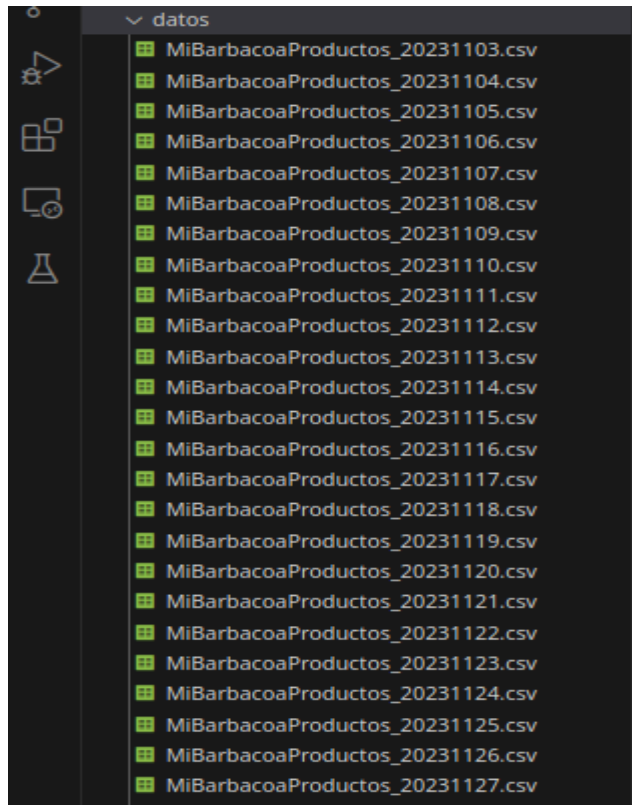 datos
MiBarbacoaProductos_20231103.csv
MiBarbacoaProductos_20231104.csv
MiBarbacoaProductos_20231105.csv
MiBarbacoaProductos_20231106.csv
MiBarbacoaProductos_20231107.csv
MiBarbacoaProductos_20231108.csv
MiBarbacoaProductos_20231109.csv
MiBarbacoaProductos_20231110.csv
MiBarbacoaProductos_20231111.csv
MiBarbacoaProductos_20231112.csv
MiBarbacoaProductos_20231113.csv
MiBarbacoaProductos_20231114.csv
MiBarbacoaProductos_20231115.csv
MiBarbacoaProductos_20231116.csv
MiBarbacoaProductos_20231117.csv
MiBarbacoaProductos_20231118.csv
MiBarbacoaProductos_20231119.csv
MiBarbacoaProductos_20231120.csv
MiBarbacoaProductos_20231121.csv
MiBarbacoaProductos_20231122.csv
MiBarbacoaProductos_20231123.csv
MiBarbacoaProductos_20231124.csv
MiBarbacoaProductos_20231125.csv
MiBarbacoaProductos_20231126.csv
MiBarbacoaProductos_20231127.csv